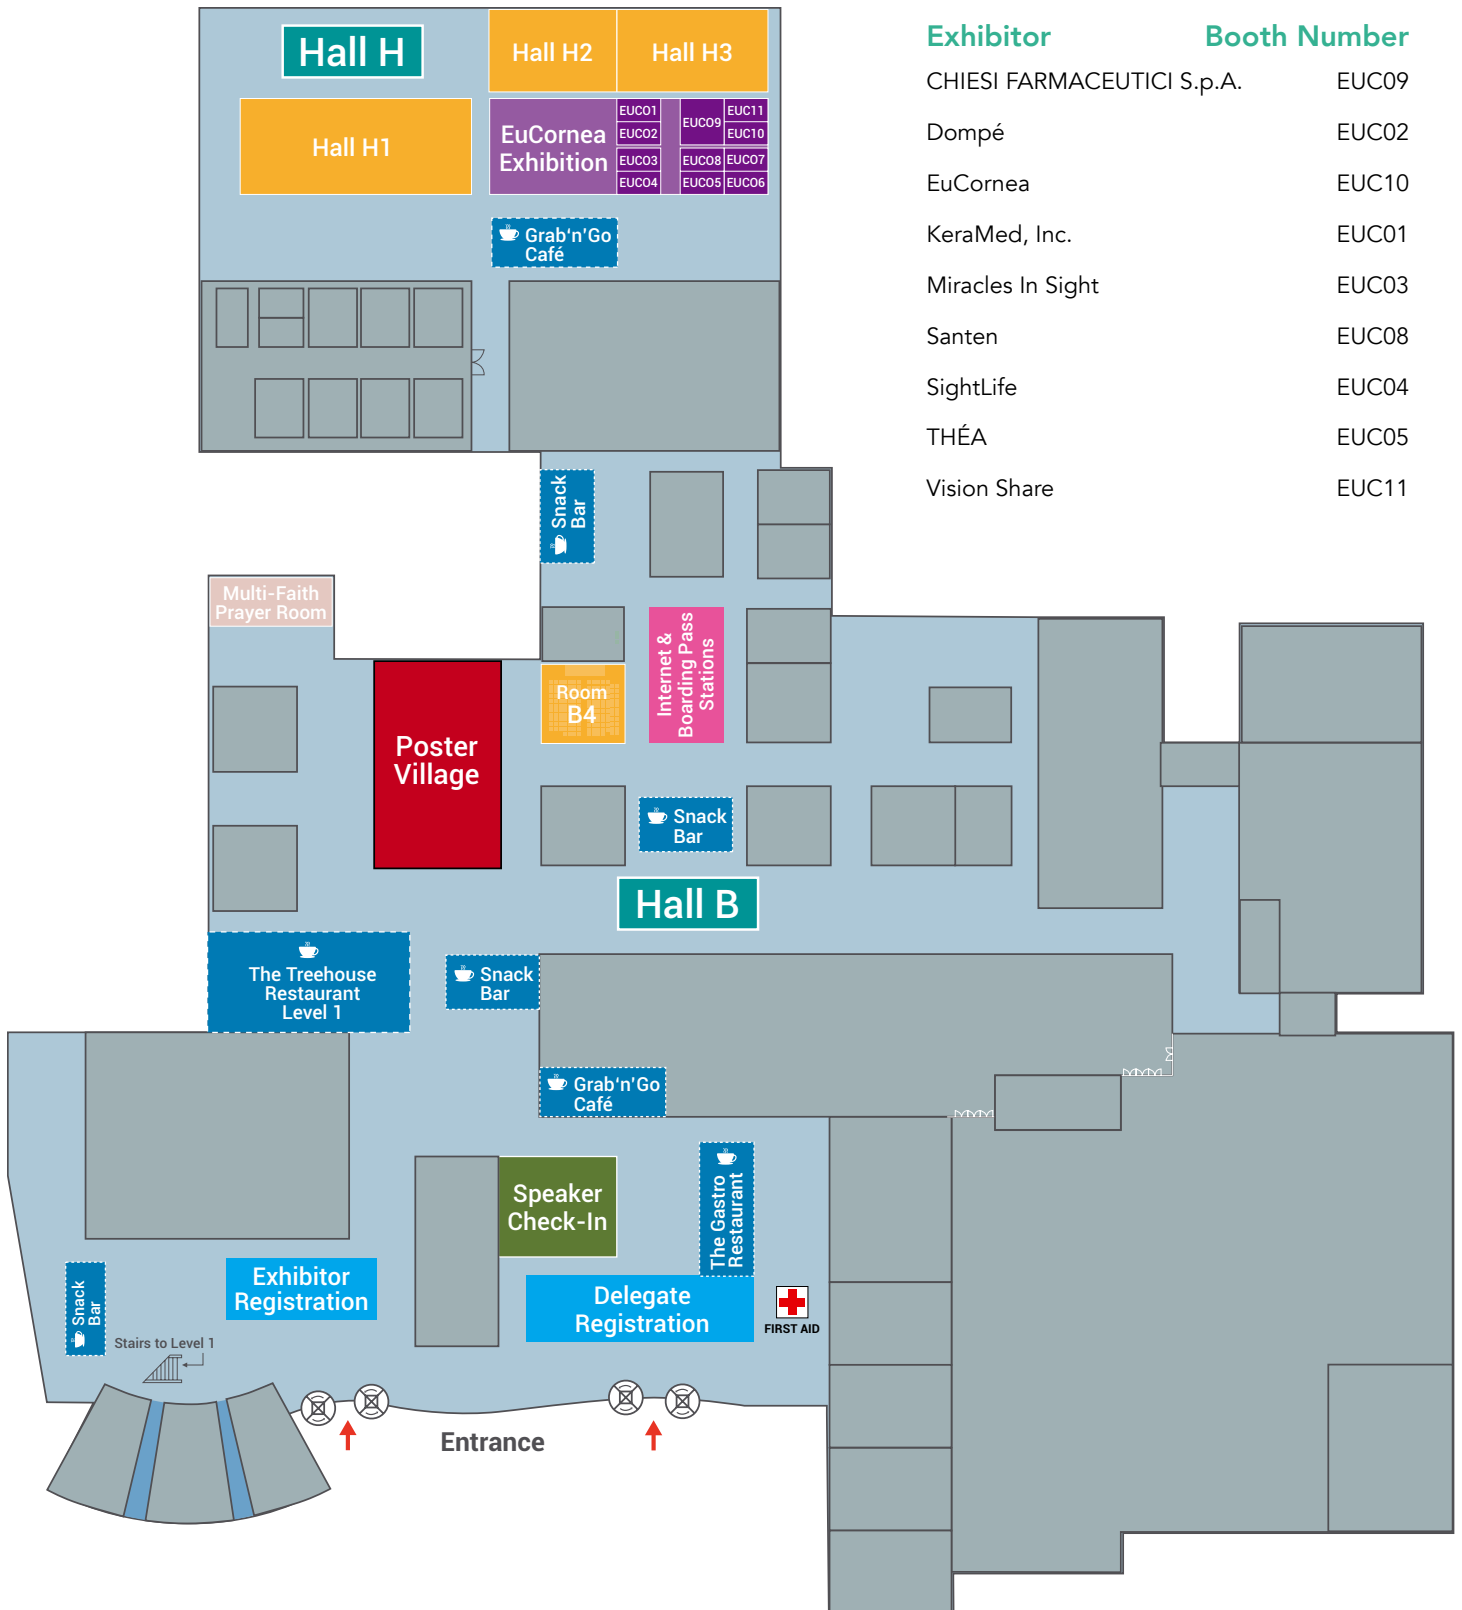 Hall H
Hall H1
Hall H2
Hall H3
EuCornea
Exhibition
EUC01
EUC02
EUC03
EUC04
EUC09
EUC11
EUC10
EUC08
EUC07
EUC05
EUC06
Grab‘n’Go
Café
Exhibitor Booth Number
CHIESI FARMACEUTICI S.p.A. EUC09
Dompé EUC02
EuCornea EUC10
KeraMed, Inc. EUC01
Miracles In Sight EUC03
Santen EUC08
SightLife EUC04
THÉA EUC05
Vision Share EUC11
Snack
Bar
Multi-Faith
Prayer Room
Poster
Village
Room
B4
Internet &
Boarding Pass
Stations
Snack
Bar
Hall B
The Treehouse
Restaurant
Level 1
Snack
Bar
Grab‘n’Go
Café
Speaker
Check-In
The Gastro
Restaurant
Exhibitor
Registration
Delegate
Registration
FIRST AID
Snack
Bar
Stairs to Level 1
Entrance